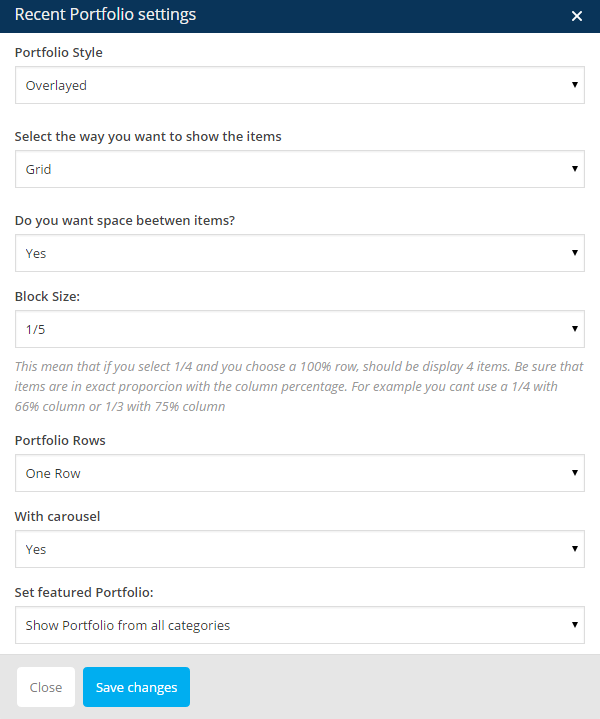 Recent Portfolio settings
Portfolio Style
Overlayed
Select the way you want to show the items
Grid
Do you want space beetwen items?
Yes
Block Size:
1/5
This mean that if you select 1/4 and you choose a 100% row, should be display 4 items. Be sure that
items are in exact proporcion with the column percentage. For example you cant use a 1/4 with
66% column or 1/3 with 75% column
Portfolio Rows
One Row
With carousel
Yes
Set featured Portfolio:
Show Portfolio from all categories
Close
Save changes